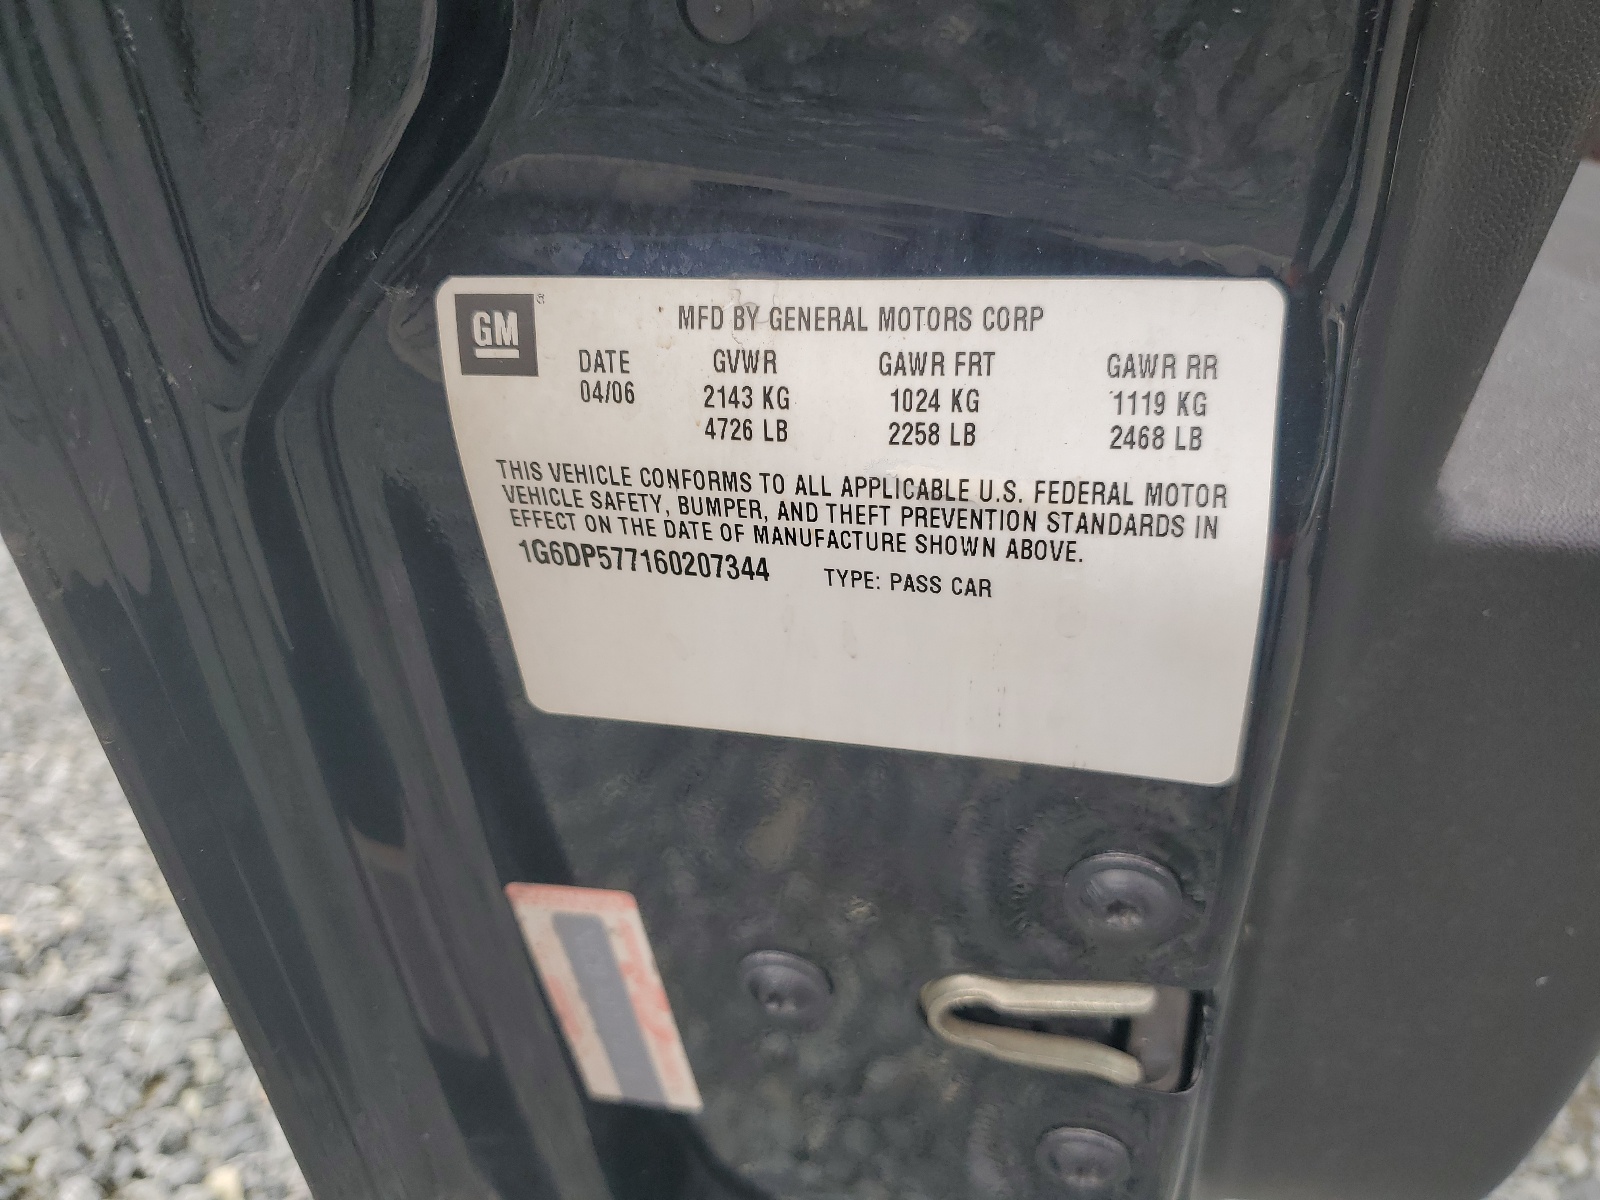 GM ®
MFD BY GENERAL MOTORS CORP
DATE GVWR GAWR FRT GAWR RR
04/06 2143 KG 1024 KG 1119 KG
4726 LB 2258 LB 2468 LB
THIS VEHICLE CONFORMS TO ALL APPLICABLE U.S. FEDERAL MOTOR
VEHICLE SAFETY, BUMPER, AND THEFT PREVENTION STANDARDS IN
EFFECT ON THE DATE OF MANUFACTURE SHOWN ABOVE.
1G6DP577160207344 TYPE: PASS CAR